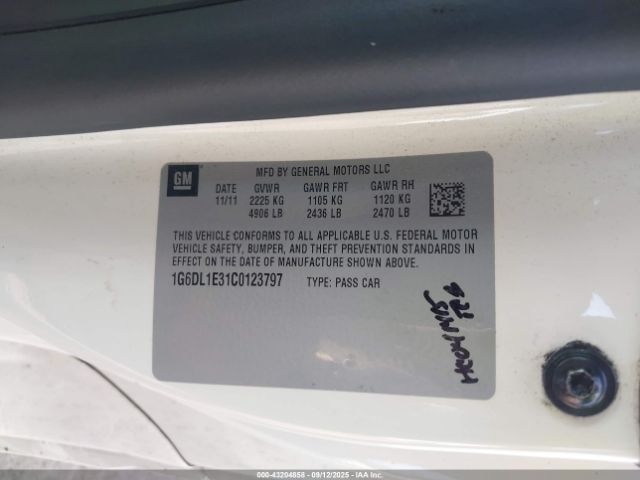 GM
MFD BY GENERAL MOTORS LLC
DATE GVWR GAWR FRT GAWR RH
11/11 2225 KG 1105 KG 1120 KG
4906 LB 2436 LB 2470 LB
THIS VEHICLE CONFORMS TO ALL APPLICABLE U.S. FEDERAL MOTOR
VEHICLE SAFETY, BUMPER, AND THEFT PREVENTION STANDARDS IN
EFFECT ON THE DATE OF MANUFACTURE SHOWN ABOVE.
1G6DL1E31C0123797 TYPE: PASS CAR
000-43204658 - 09/12/2025 - IAAI Copyright